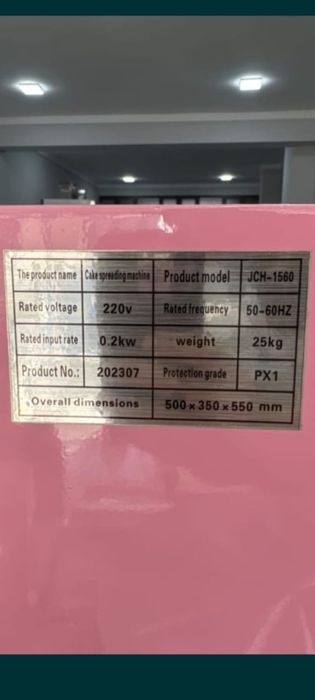 The product name Cake spreading machine Product model JCH-1560
Rated voltage 220v Rated frequency 50-60HZ
Rated input rate 0.2kw weight 25kg
Product No.: 202307 Protection grade PX1
Overall dimensions 500×350×550 mm